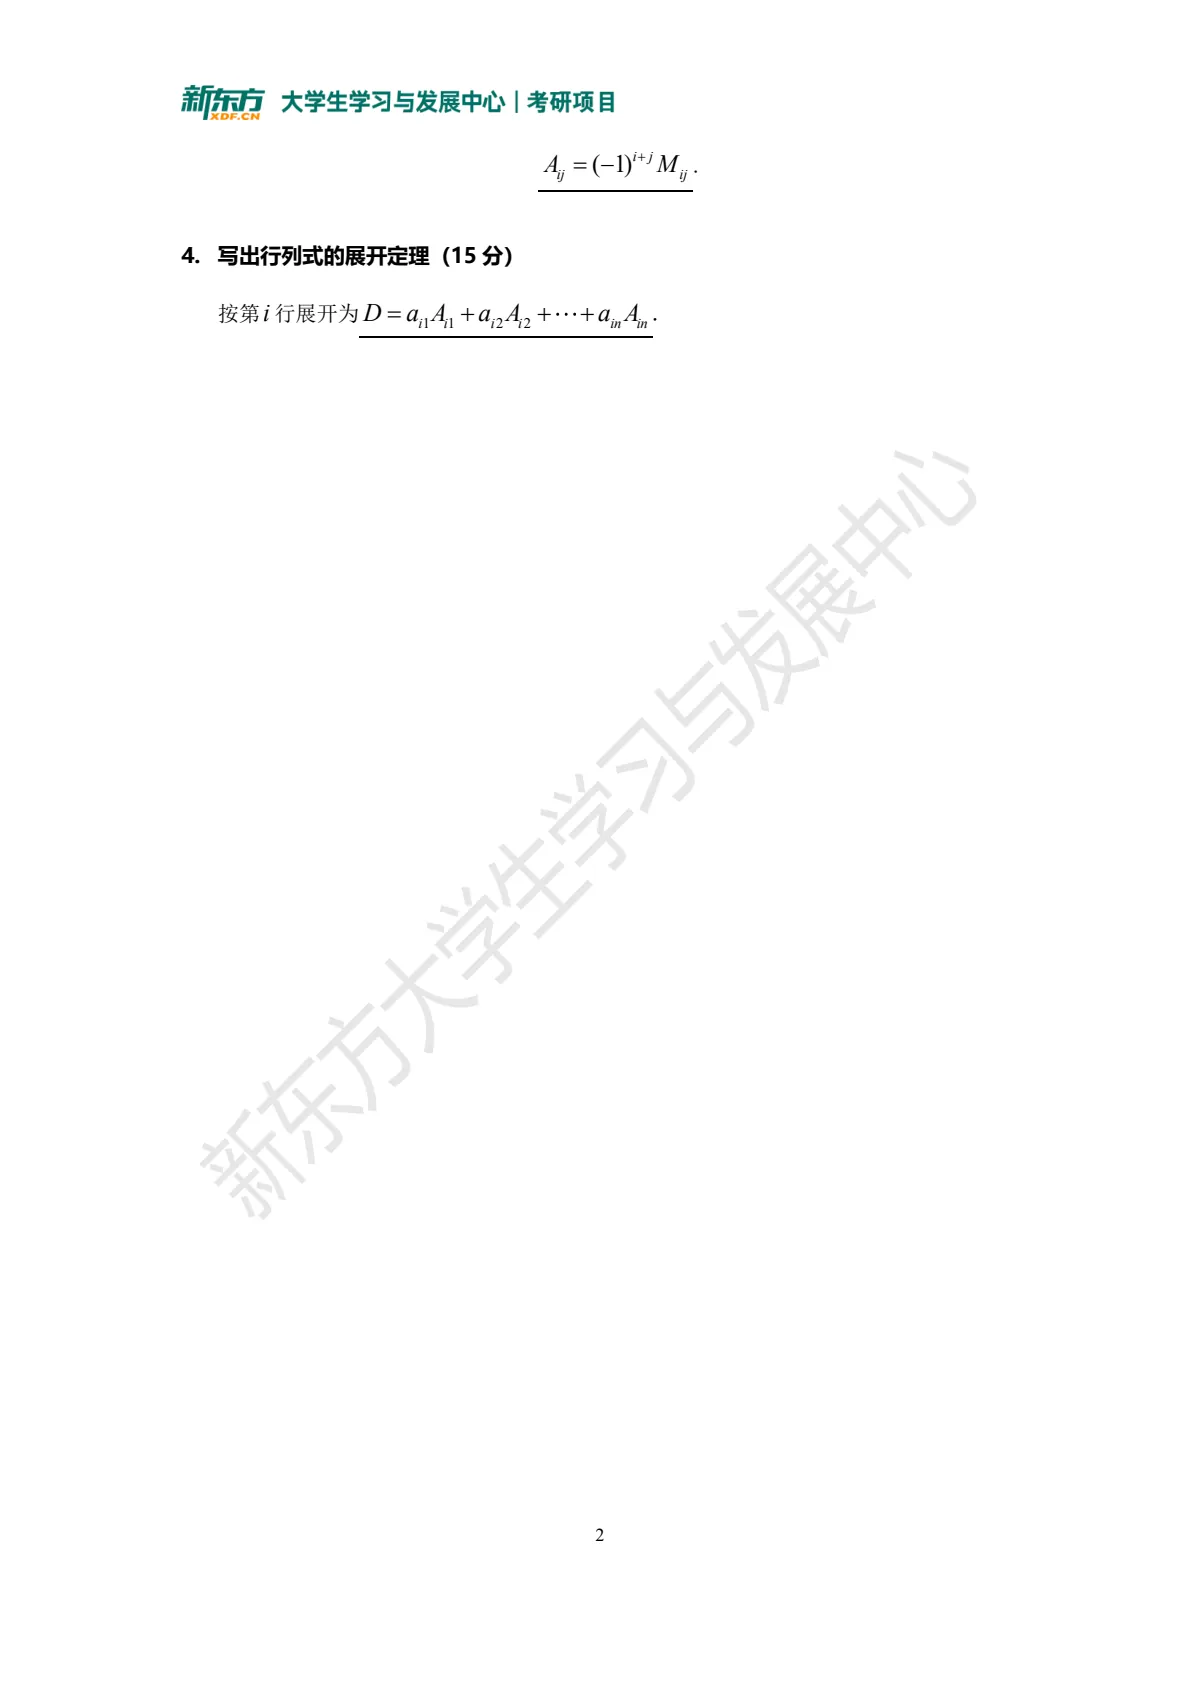 新东方 XDF.CN 大学生学习与发展中心 | 考研项目
A_{ij} = (-1)^{i+j} M_{ij} .
4. 写出行列式的展开定理（15 分）
按第 i 行展开为 D = a_{i1}A_{i1} + a_{i2}A_{i2} + ⋯ + a_{in}A_{in} .
新东方大学生学习与发展中心
2